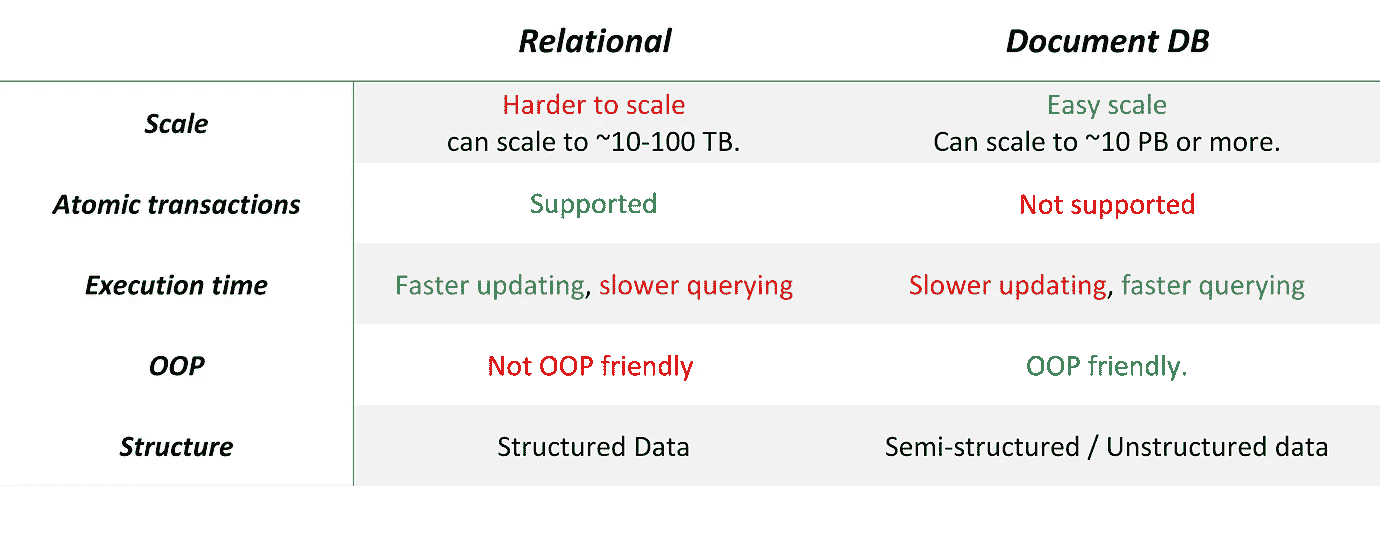 Relational Document DB
Scale
Harder to scale
can scale to ~10-100 TB.
Easy scale
Can scale to ~10 PB or more.
Atomic transactions Supported Not supported
Execution time Faster updating, slower querying Slower updating, faster querying
OOP Not OOP friendly OOP friendly.
Structure Structured Data Semi-structured / Unstructured data